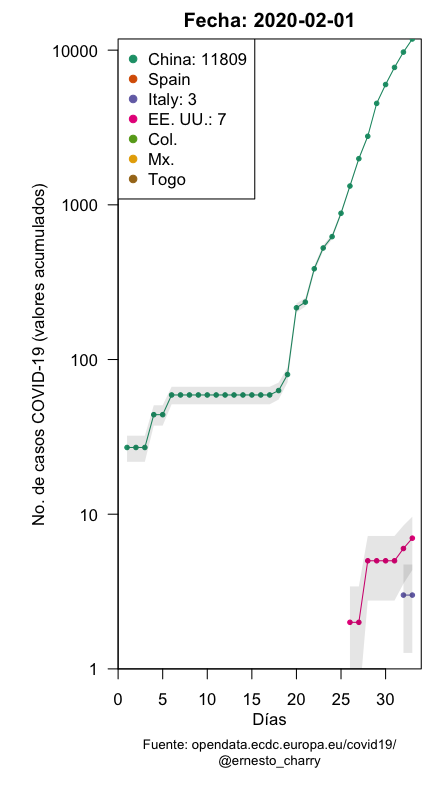 Fecha: 2020-02-01
China: 11809
Spain
Italy: 3
EE. UU.: 7
Col.
Mx.
Togo
No. de casos COVID-19 (valores acumulados)
10000
1000
100
10
1
0 5 10 15 20 25 30
Días
Fuente: opendata.ecdc.europa.eu/covid19/
@ernesto_charry